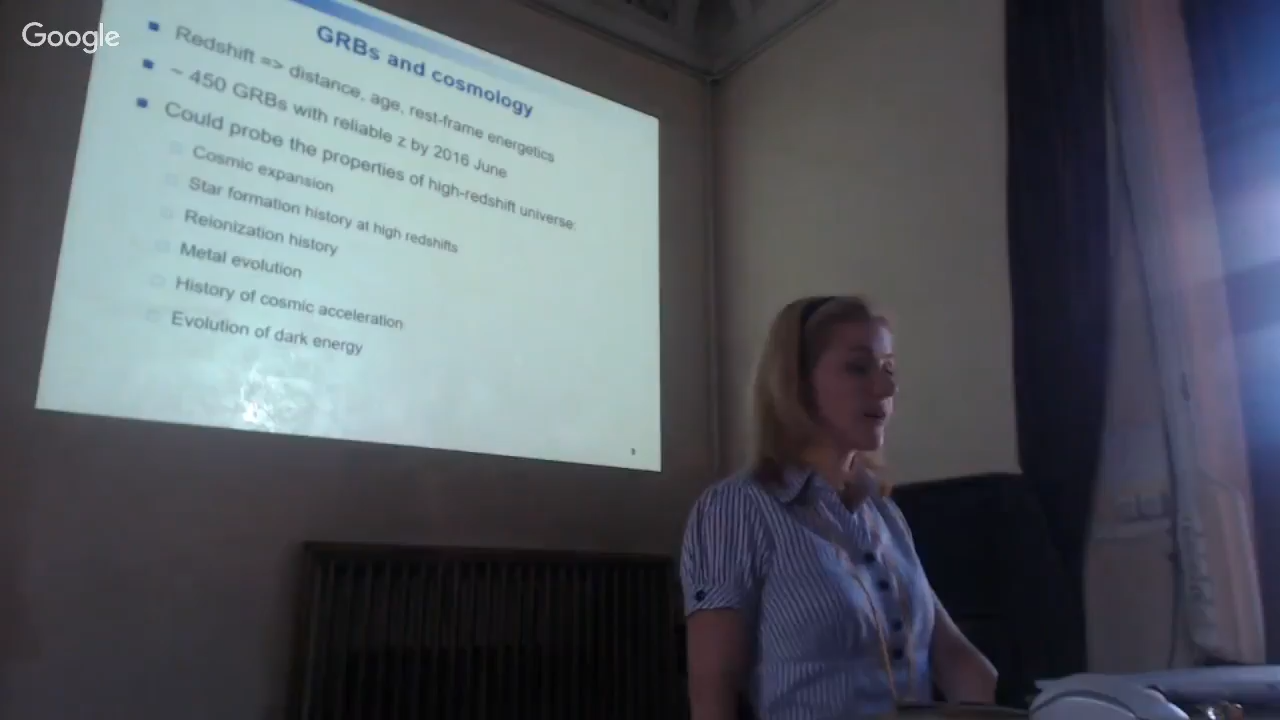 Google
GRBs and cosmology
Redshift => distance, age, rest-frame energetics
~ 450 GRBs with reliable z by 2016 June
Could probe the properties of high-redshift universe:
Cosmic expansion
Star formation history at high redshifts
Reionization history
Metal evolution
History of cosmic acceleration
Evolution of dark energy